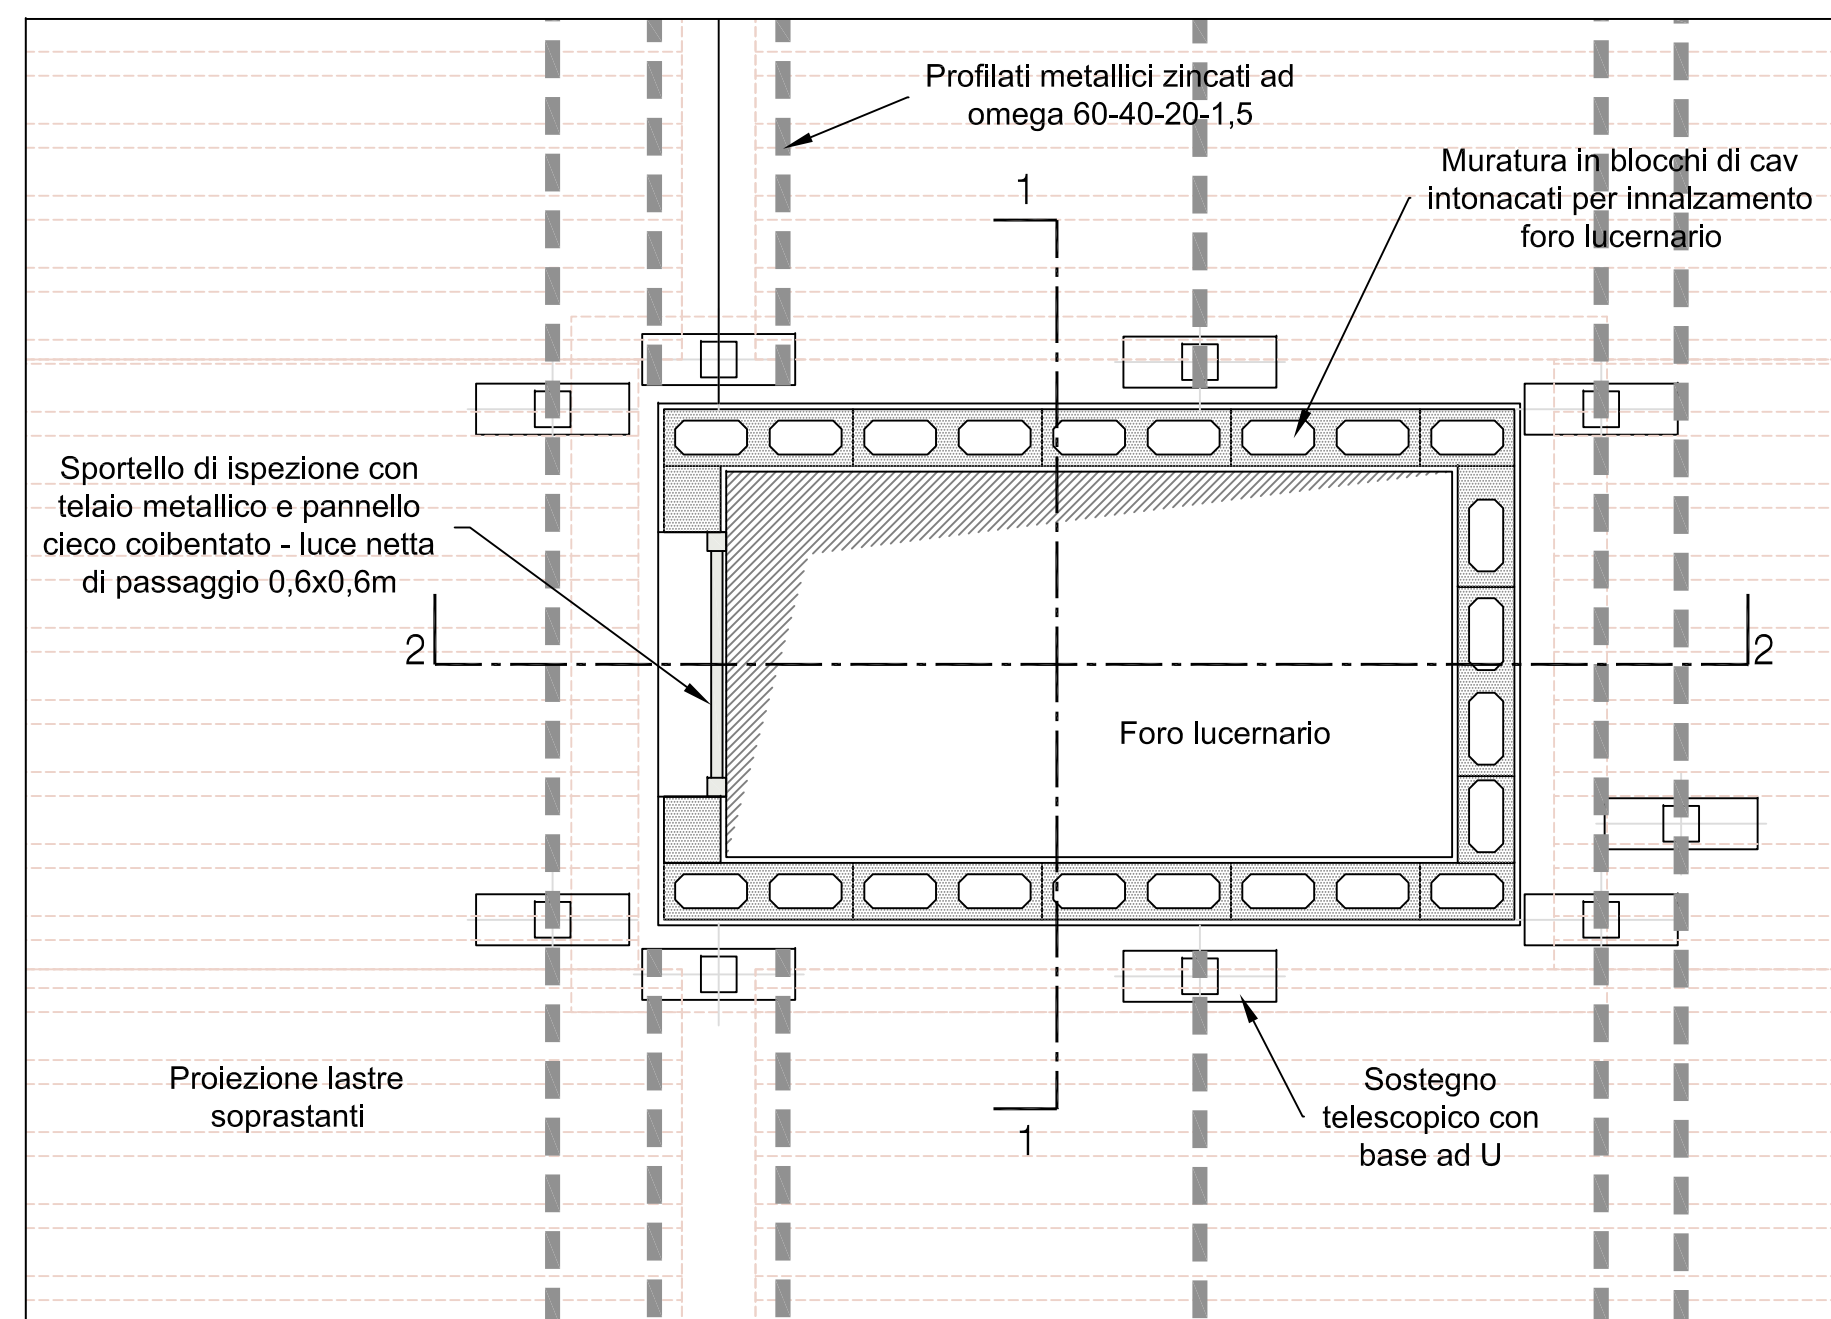 Profilati metallici zincati ad
omega 60-40-20-1,5
Muratura in blocchi di cav
intonacati per innalzamento
foro lucernario
1
Sportello di ispezione con
telaio metallico e pannello
cieco coibentato - luce netta
di passaggio 0,6x0,6m
2
2
Foro lucernario
Proiezione lastre
soprastanti
1
Sostegno
telescopico con
base ad U